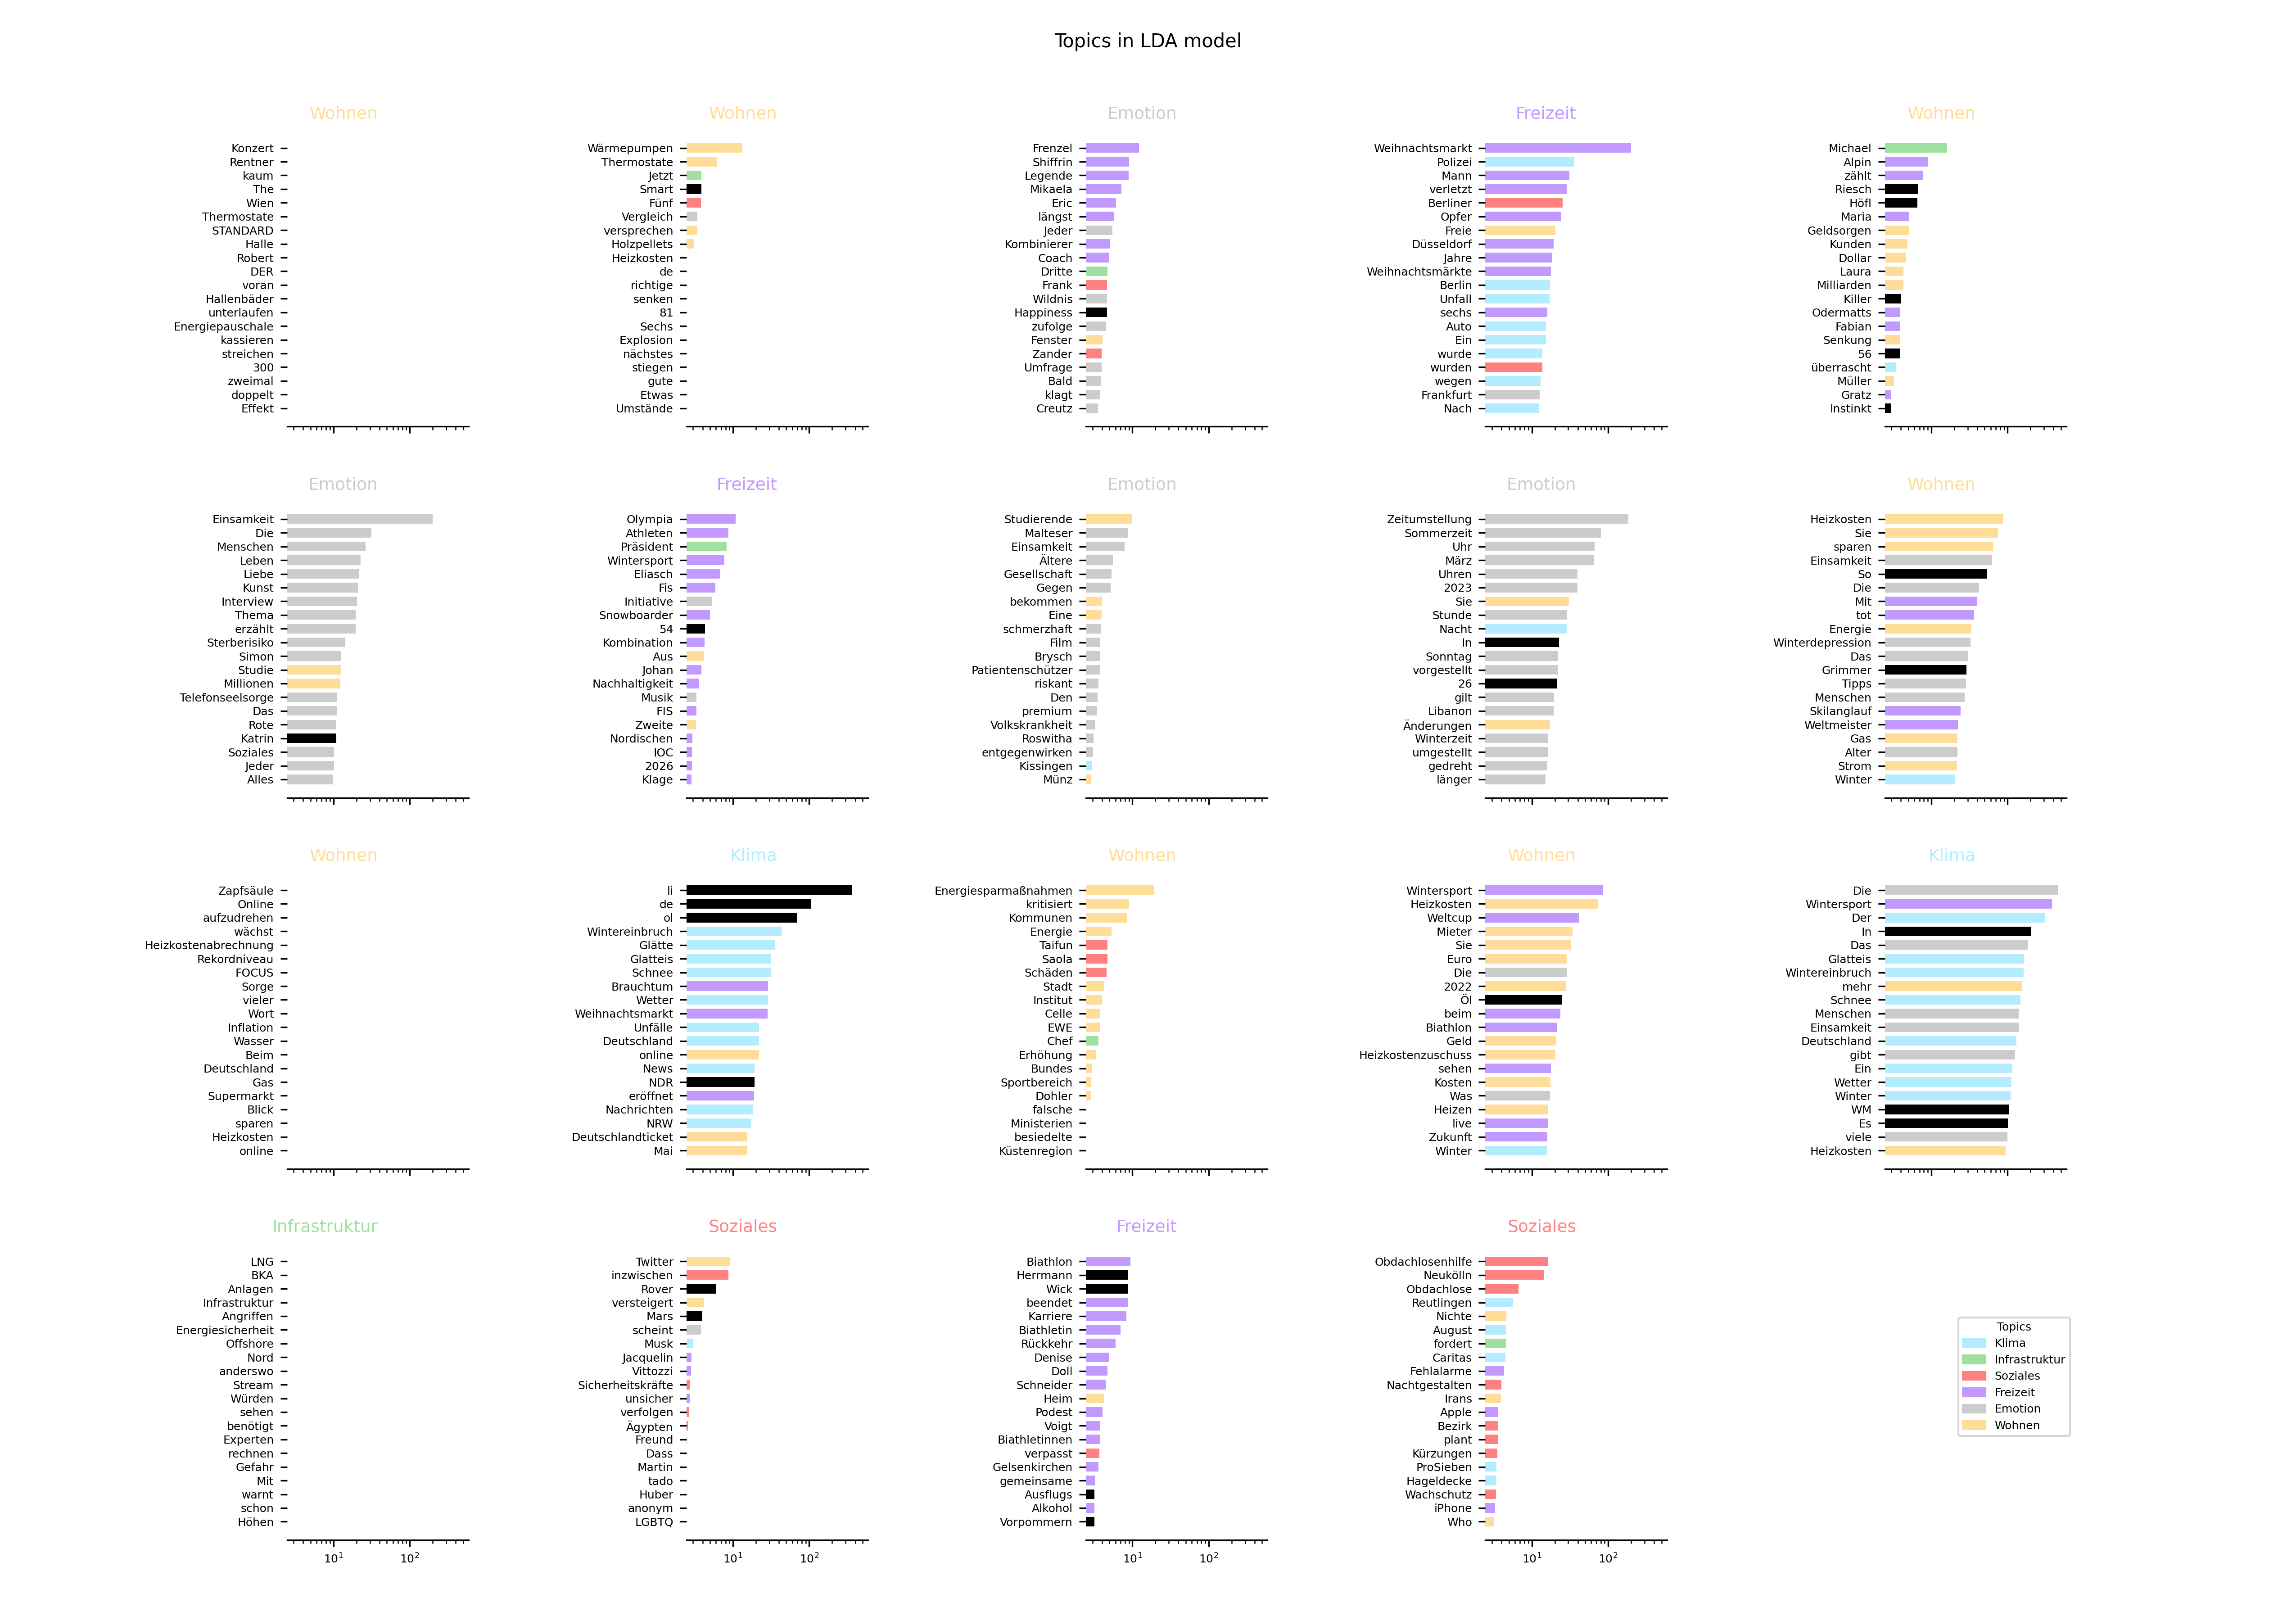 Topics in LDA model
Wohnen
Konzert
Rentner
kaum
The
Wien
Thermostate
STANDARD
Halle
Robert
DER
voran
Hallenbäder
unterlaufen
Energiepauschale
kassieren
streichen
300
zweimal
doppelt
Effekt
Wohnen
Wärmepumpen
Thermostate
Jetzt
Smart
Fünf
Vergleich
versprechen
Holzpellets
Heizkosten
de
richtige
senken
81
Sechs
Explosion
nächstes
stiegen
gute
Etwas
Umstände
Emotion
Frenzel
Shiffrin
Legende
Mikaela
Eric
längst
Jeder
Kombinierer
Coach
Dritte
Frank
Wildnis
Happiness
zufolge
Fenster
Zander
Umfrage
Bald
klagt
Creutz
Freizeit
Weihnachtsmarkt
Polizei
Mann
verletzt
Berliner
Opfer
Freie
Düsseldorf
Jahre
Weihnachtsmärkte
Berlin
Unfall
sechs
Auto
Ein
wurde
wurden
wegen
Frankfurt
Nach
Wohnen
Michael
Alpin
zählt
Riesch
Höfl
Maria
Geldsorgen
Kunden
Dollar
Laura
Milliarden
Killer
Odermatts
Fabian
Senkung
56
überrascht
Müller
Gratz
Instinkt
Emotion
Einsamkeit
Die
Menschen
Leben
Liebe
Kunst
Interview
Thema
erzählt
Sterberisiko
Simon
Studie
Millionen
Telefonseelsorge
Das
Rote
Katrin
Soziales
Jeder
Alles
Freizeit
Olympia
Athleten
Präsident
Wintersport
Eliasch
Fis
Initiative
Snowboarder
54
Kombination
Aus
Johan
Nachhaltigkeit
Musik
FIS
Zweite
Nordischen
IOC
2026
Klage
Emotion
Studierende
Malteser
Einsamkeit
Ältere
Gesellschaft
Gegen
bekommen
Eine
schmerzhaft
Film
Brysch
Patientenschützer
riskant
Den
premium
Volkskrankheit
Roswitha
entgegenwirken
Kissingen
Münz
Emotion
Zeitumstellung
Sommerzeit
Uhr
März
Uhren
2023
Sie
Stunde
Nacht
In
Sonntag
vorgestellt
26
gilt
Libanon
Änderungen
Winterzeit
umgestellt
gedreht
länger
Wohnen
Heizkosten
Sie
sparen
Einsamkeit
So
Die
Mit
tot
Energie
Winterdepression
Das
Grimmer
Tipps
Menschen
Skilanglauf
Weltmeister
Gas
Alter
Strom
Winter
Wohnen
Zapfsäule
Online
aufzudrehen
wächst
Heizkostenabrechnung
Rekordniveau
FOCUS
Sorge
vieler
Wort
Inflation
Wasser
Beim
Deutschland
Gas
Supermarkt
Blick
sparen
Heizkosten
online
Klima
li
de
ol
Wintereinbruch
Glätte
Glatteis
Schnee
Brauchtum
Wetter
Weihnachtsmarkt
Unfälle
Deutschland
online
News
NDR
eröffnet
Nachrichten
NRW
Deutschlandticket
Mai
Wohnen
Energiesparmaßnahmen
kritisiert
Kommunen
Energie
Taifun
Saola
Schäden
Stadt
Institut
Celle
EWE
Chef
Erhöhung
Bundes
Sportbereich
Dohler
falsche
Ministerien
besiedelte
Küstenregion
Wohnen
Wintersport
Heizkosten
Weltcup
Mieter
Sie
Euro
Die
2022
Öl
beim
Biathlon
Geld
Heizkostenzuschuss
sehen
Kosten
Was
Heizen
live
Zukunft
Winter
Klima
Die
Wintersport
Der
In
Das
Glatteis
Wintereinbruch
mehr
Schnee
Menschen
Einsamkeit
Deutschland
gibt
Ein
Wetter
Winter
WM
Es
viele
Heizkosten
Infrastruktur
LNG
BKA
Anlagen
Infrastruktur
Angriffen
Energiesicherheit
Offshore
Nord
anderswo
Stream
Würden
sehen
benötigt
Experten
rechnen
Gefahr
Mit
warnt
schon
Höhen
10¹ 10²
Soziales
Twitter
inzwischen
Rover
versteigert
Mars
scheint
Musk
Jacquelin
Vittozzi
Sicherheitskräfte
unsicher
verfolgen
Ägypten
Freund
Dass
Martin
tado
Huber
anonym
LGBTQ
10¹ 10²
Freizeit
Biathlon
Herrmann
Wick
beendet
Karriere
Biathletin
Rückkehr
Denise
Doll
Schneider
Heim
Podest
Voigt
Biathletinnen
verpasst
Gelsenkirchen
gemeinsame
Ausflugs
Alkohol
Vorpommern
10¹ 10²
Soziales
Obdachlosenhilfe
Neukölln
Obdachlose
Reutlingen
Nichte
August
fordert
Caritas
Fehlalarme
Nachtgestalten
Irans
Apple
Bezirk
plant
Kürzungen
ProSieben
Hageldecke
Wachschutz
iPhone
Who
10¹ 10²
Topics
Klima
Infrastruktur
Soziales
Freizeit
Emotion
Wohnen